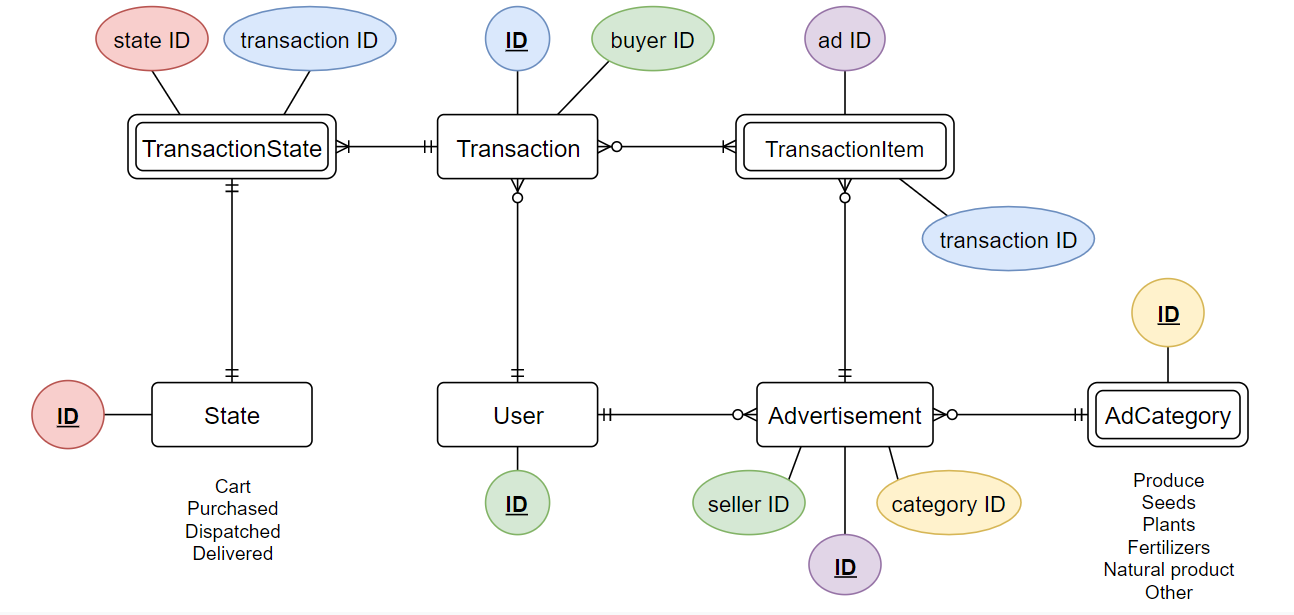 state ID
transaction ID
ID
buyer ID
ad ID
TransactionState
Transaction
TransactionItem
transaction ID
ID
ID
State
User
Advertisement
AdCategory
Cart
Purchased
Dispatched
Delivered
ID
seller ID
category ID
ID
Produce
Seeds
Plants
Fertilizers
Natural product
Other